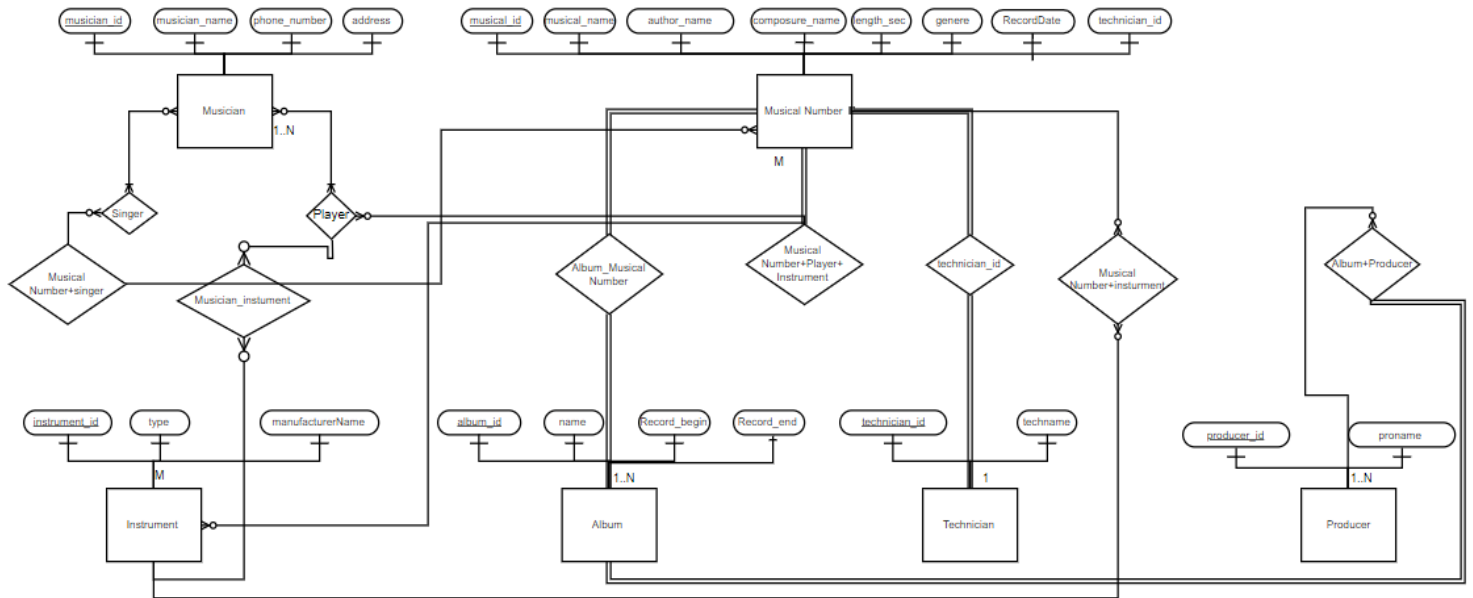 musician_id
musician_name
phone_number
address
musical_id
musical_name
author_name
composure_name
length_sec
genere
RecordDate
technician_id
Musician
1..N
Musical Number
M
Singer
Player
Musical
Number+singer
Musician_instument
Album_Musical
Number
Musical
Number+Player+
Instrument
technician_id
Musical
Number+insturment
Album+Producer
instrument_id
type
manufacturerName
album_id
name
Record_begin
Record_end
technician_id
techname
producer_id
proname
M
1..N
1
1..N
Instrument
Album
Technician
Producer